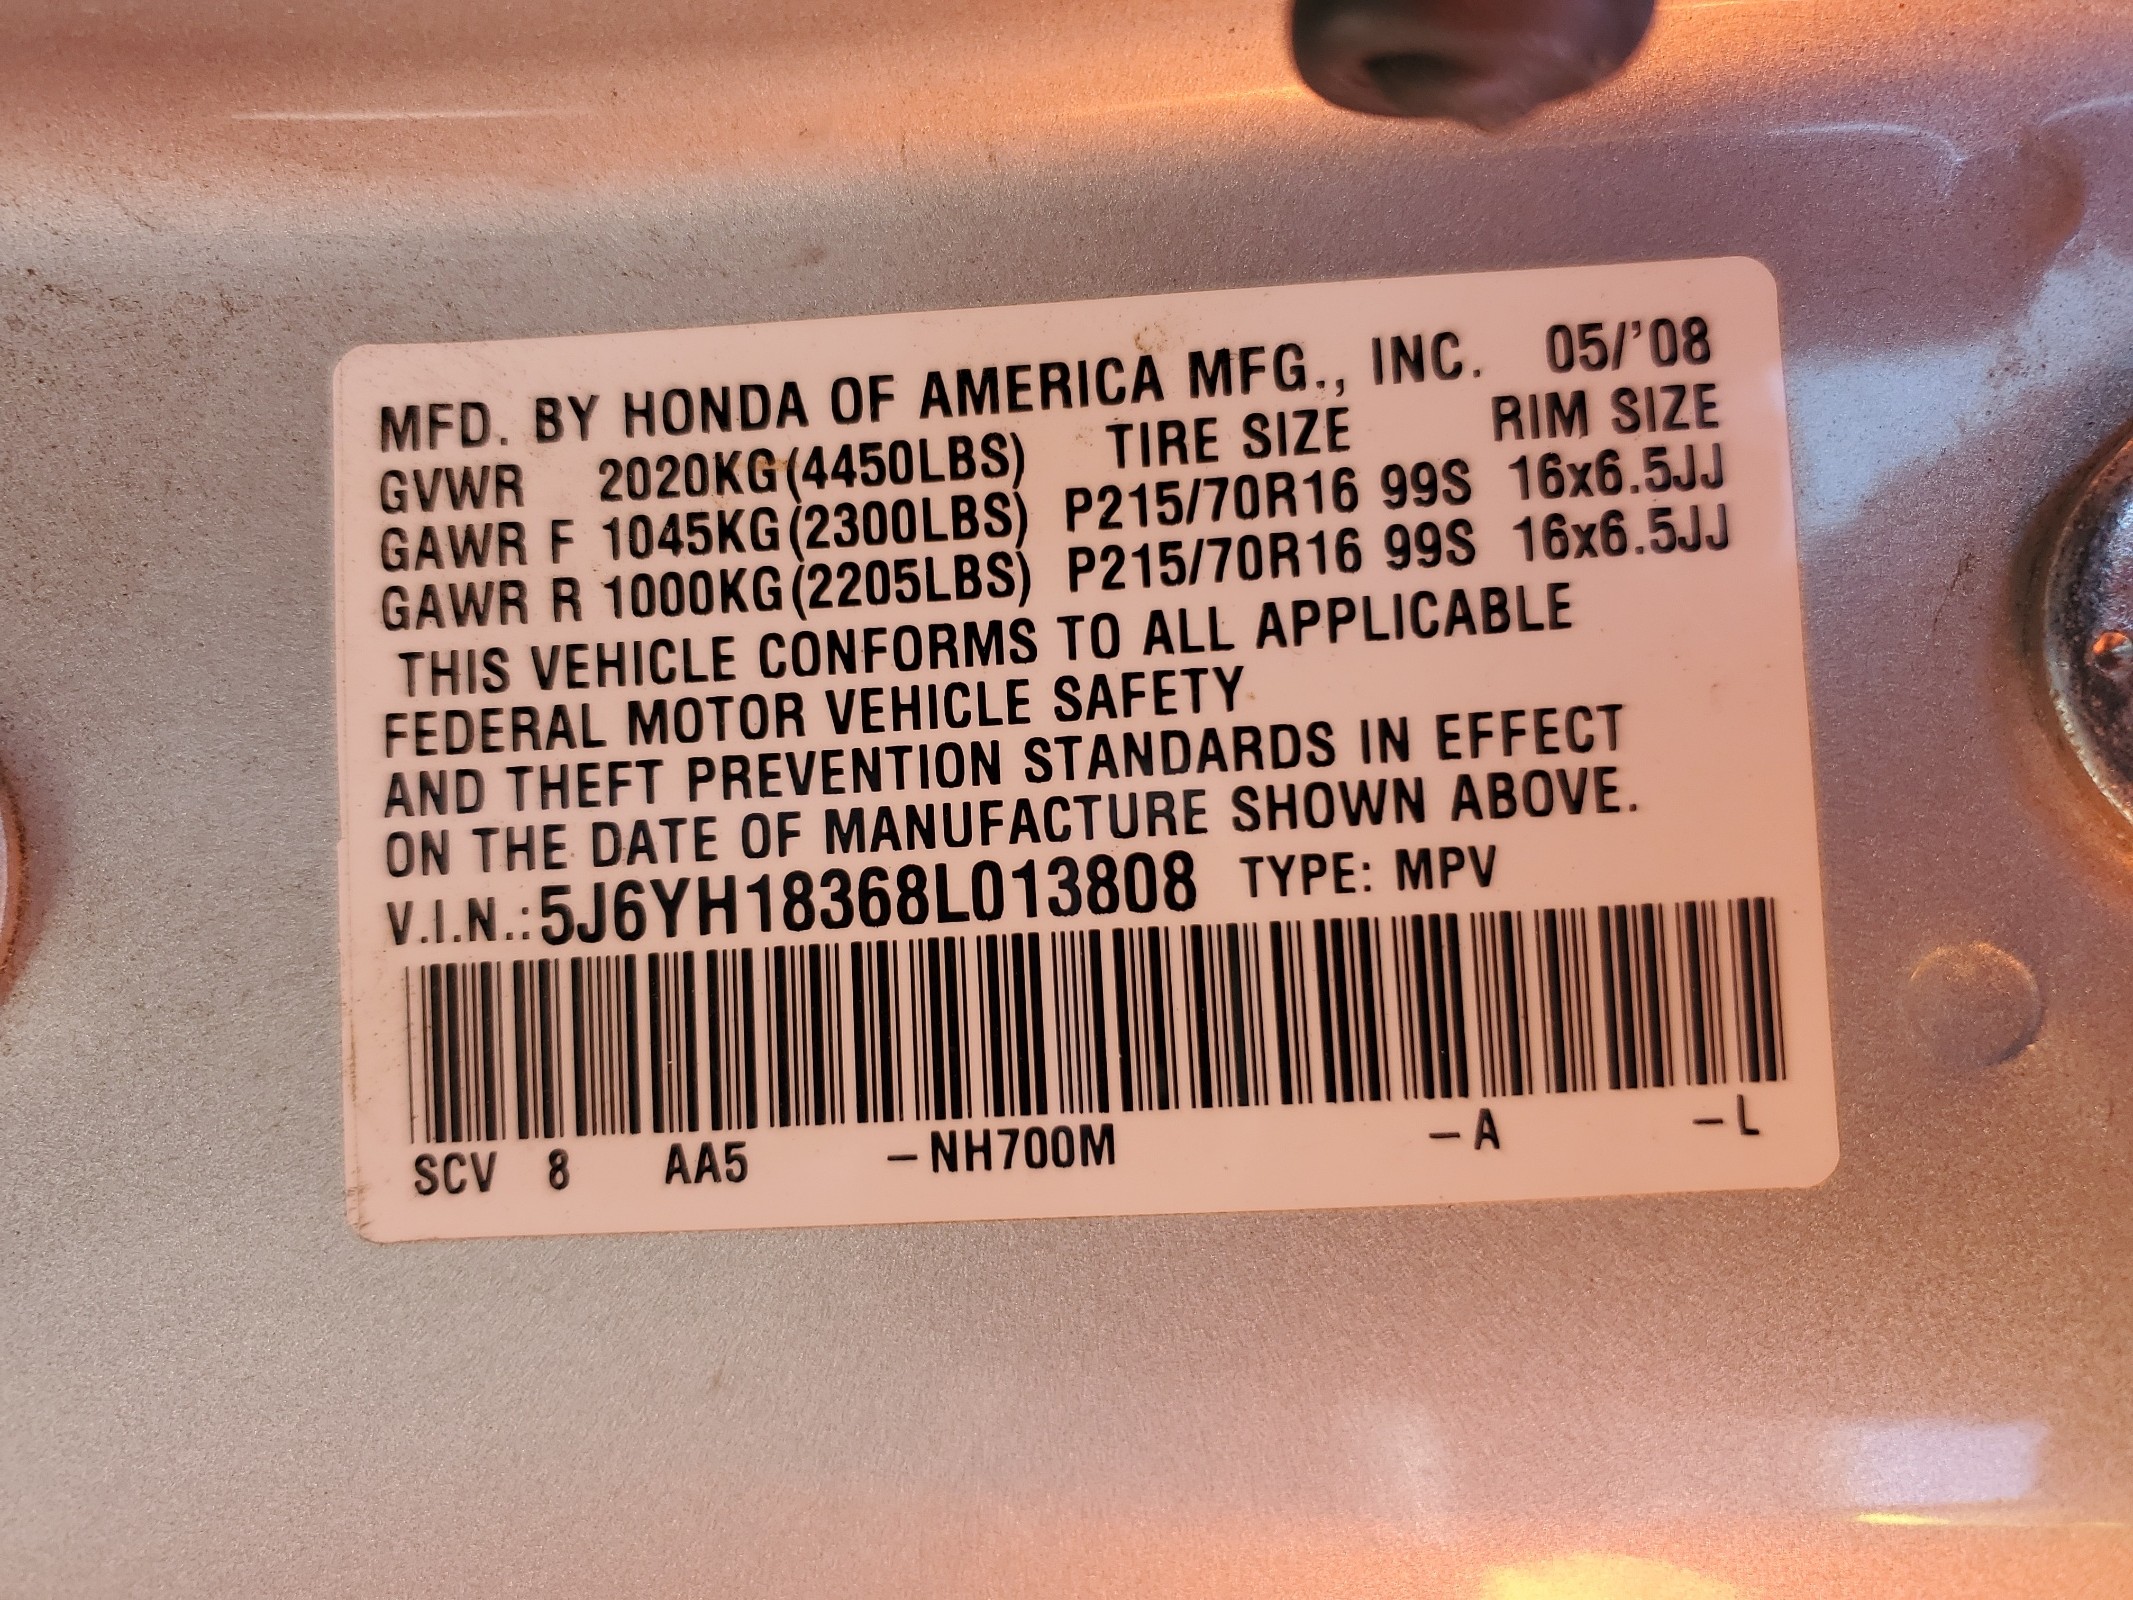 MFD. BY HONDA OF AMERICA MFG., INC. 05/'08
GVWR 2020KG(4450LBS) TIRE SIZE RIM SIZE
GAWR F 1045KG(2300LBS) P215/70R16 99S 16x6.5JJ
GAWR R 1000KG(2205LBS) P215/70R16 99S 16x6.5JJ
THIS VEHICLE CONFORMS TO ALL APPLICABLE
FEDERAL MOTOR VEHICLE SAFETY
AND THEFT PREVENTION STANDARDS IN EFFECT
ON THE DATE OF MANUFACTURE SHOWN ABOVE.
V.I.N.:5J6YH18368L013808 TYPE: MPV
SCV 8 AA5 –NH700M –A –L